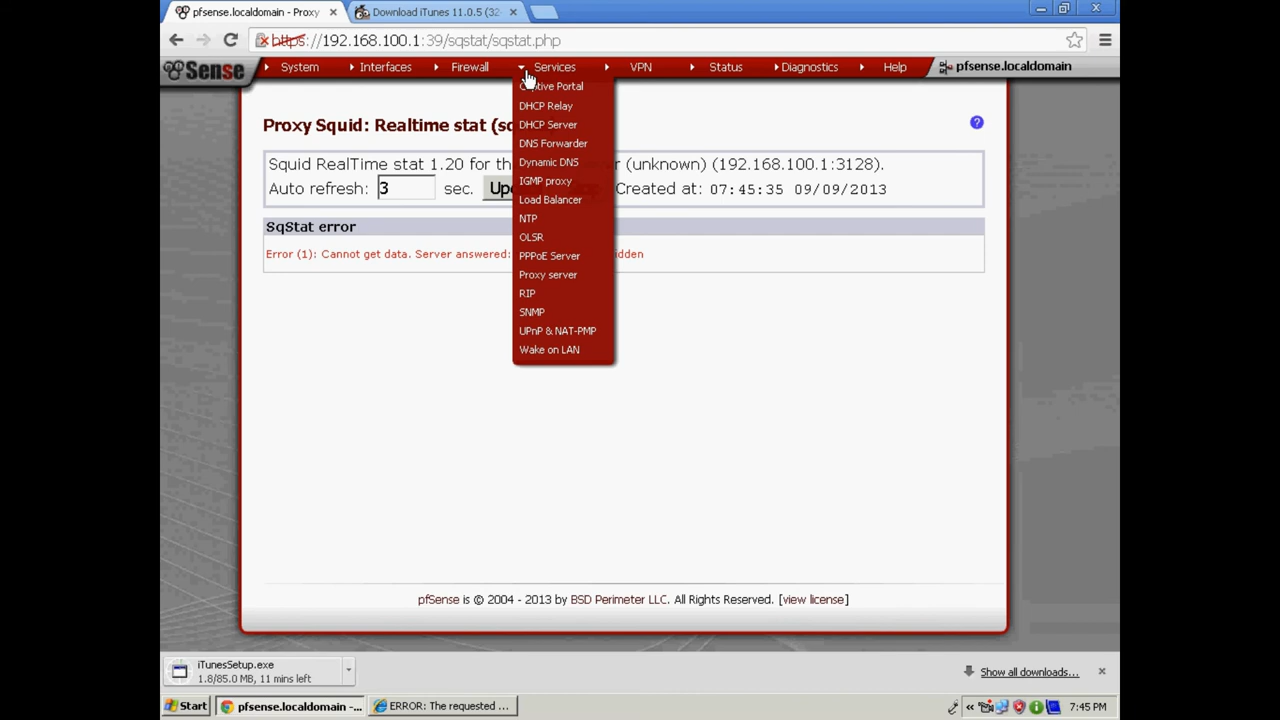 pfsense.localdomain - Proxy
Download iTunes 11.0.5 (32-
https://192.168.100.1:39/sqstat/sqstat.php
Sense
System
Interfaces
Firewall
Services
VPN
Status
Diagnostics
Help
pfsense.localdomain
Captive Portal
DHCP Relay
DHCP Server
DNS Forwarder
Dynamic DNS
IGMP proxy
Load Balancer
NTP
OLSR
PPPoE Server
Proxy server
RIP
SNMP
UPnP & NAT-PMP
Wake on LAN
Proxy Squid: Realtime stat (sq
Squid RealTime stat 1.20 for the (unknown) (192.168.100.1:3128).
Auto refresh: 3 sec. Created at: 07:45:35 09/09/2013
SqStat error
Error (1): Cannot get data. Server answered:
pfSense is © 2004 - 2013 by BSD Perimeter LLC. All Rights Reserved. [view license]
iTunesSetup.exe
1.8/85.0 MB, 11 mins left
Show all downloads...
Start
pfsense.localdomain -...
ERROR: The requested ...
7:45 PM